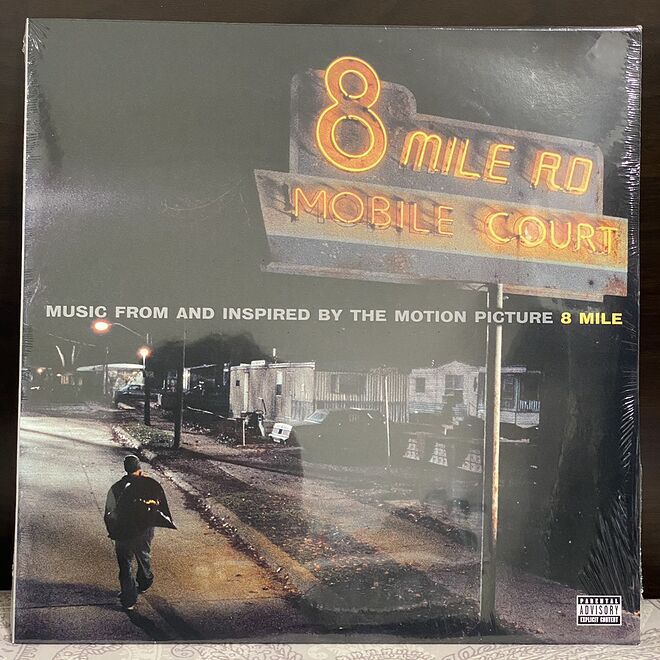 8 MILE RD
MOBILE COURT
MUSIC FROM AND INSPIRED BY THE MOTION PICTURE 8 MILE
PARENTAL
ADVISORY
EXPLICIT CONTENT